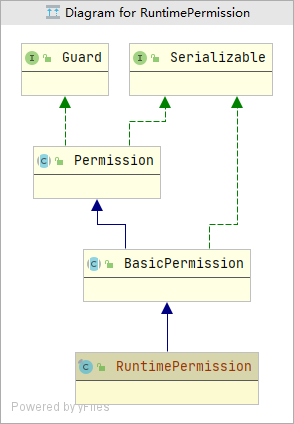 Diagram for RuntimePermission
I Guard
I Serializable
C Permission
C BasicPermission
C RuntimePermission
Powered by yFiles